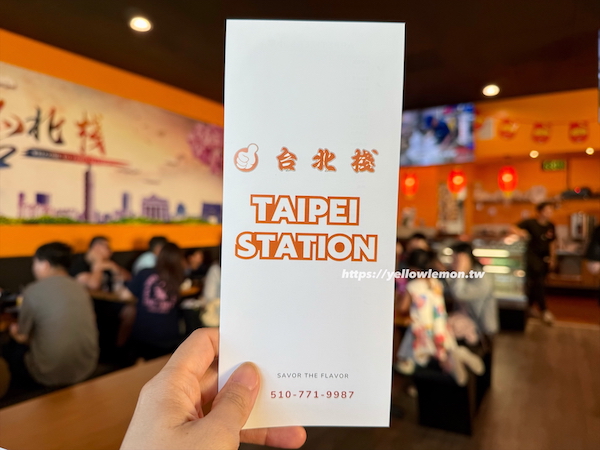 台北棧
台北棧
TAIPEI
STATION
https://yellowlemon.tw
SAVOR THE FLAVOR
510-771-9987